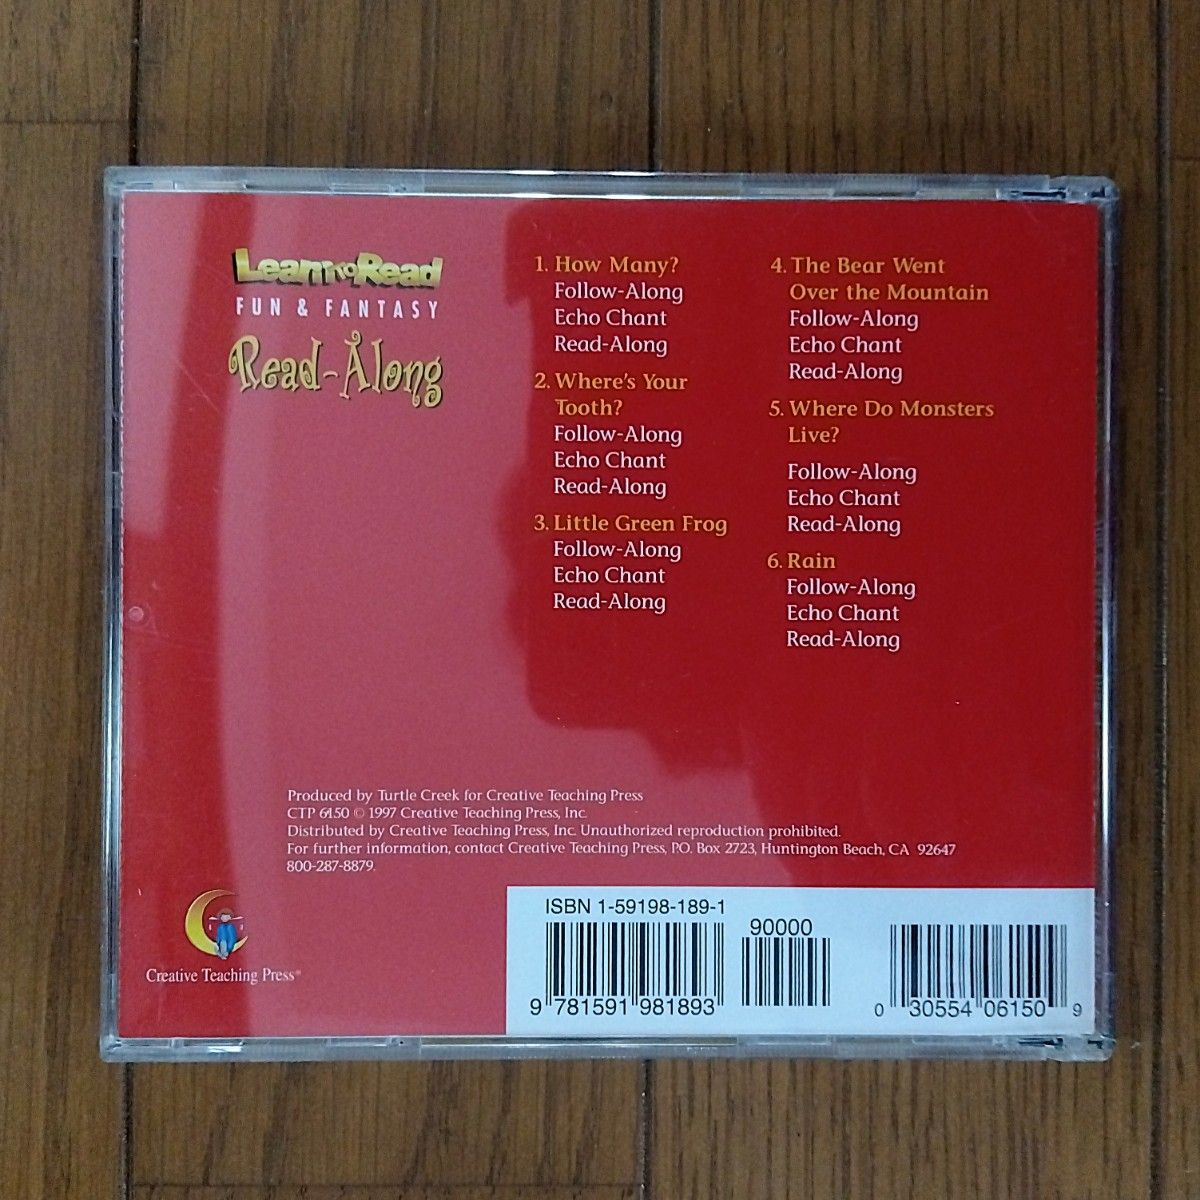 Learn to Read
FUN & FANTASY
Read-Along
1. How Many?
Follow-Along
Echo Chant
Read-Along
2. Where's Your
Tooth?
Follow-Along
Echo Chant
Read-Along
3. Little Green Frog
Follow-Along
Echo Chant
Read-Along
4. The Bear Went
Over the Mountain
Follow-Along
Echo Chant
Read-Along
5. Where Do Monsters
Live?
Follow-Along
Echo Chant
Read-Along
6. Rain
Follow-Along
Echo Chant
Read-Along
Produced by Turtle Creek for Creative Teaching Press
CTP 6150 © 1997 Creative Teaching Press, Inc.
Distributed by Creative Teaching Press, Inc. Unauthorized reproduction prohibited.
For further information, contact Creative Teaching Press, P.O. Box 2723, Huntington Beach, CA 92647
800-287-8879.
Creative Teaching Press®
ISBN 1-59198-189-1
90000
9 781591 981893
0 30554 06150 9